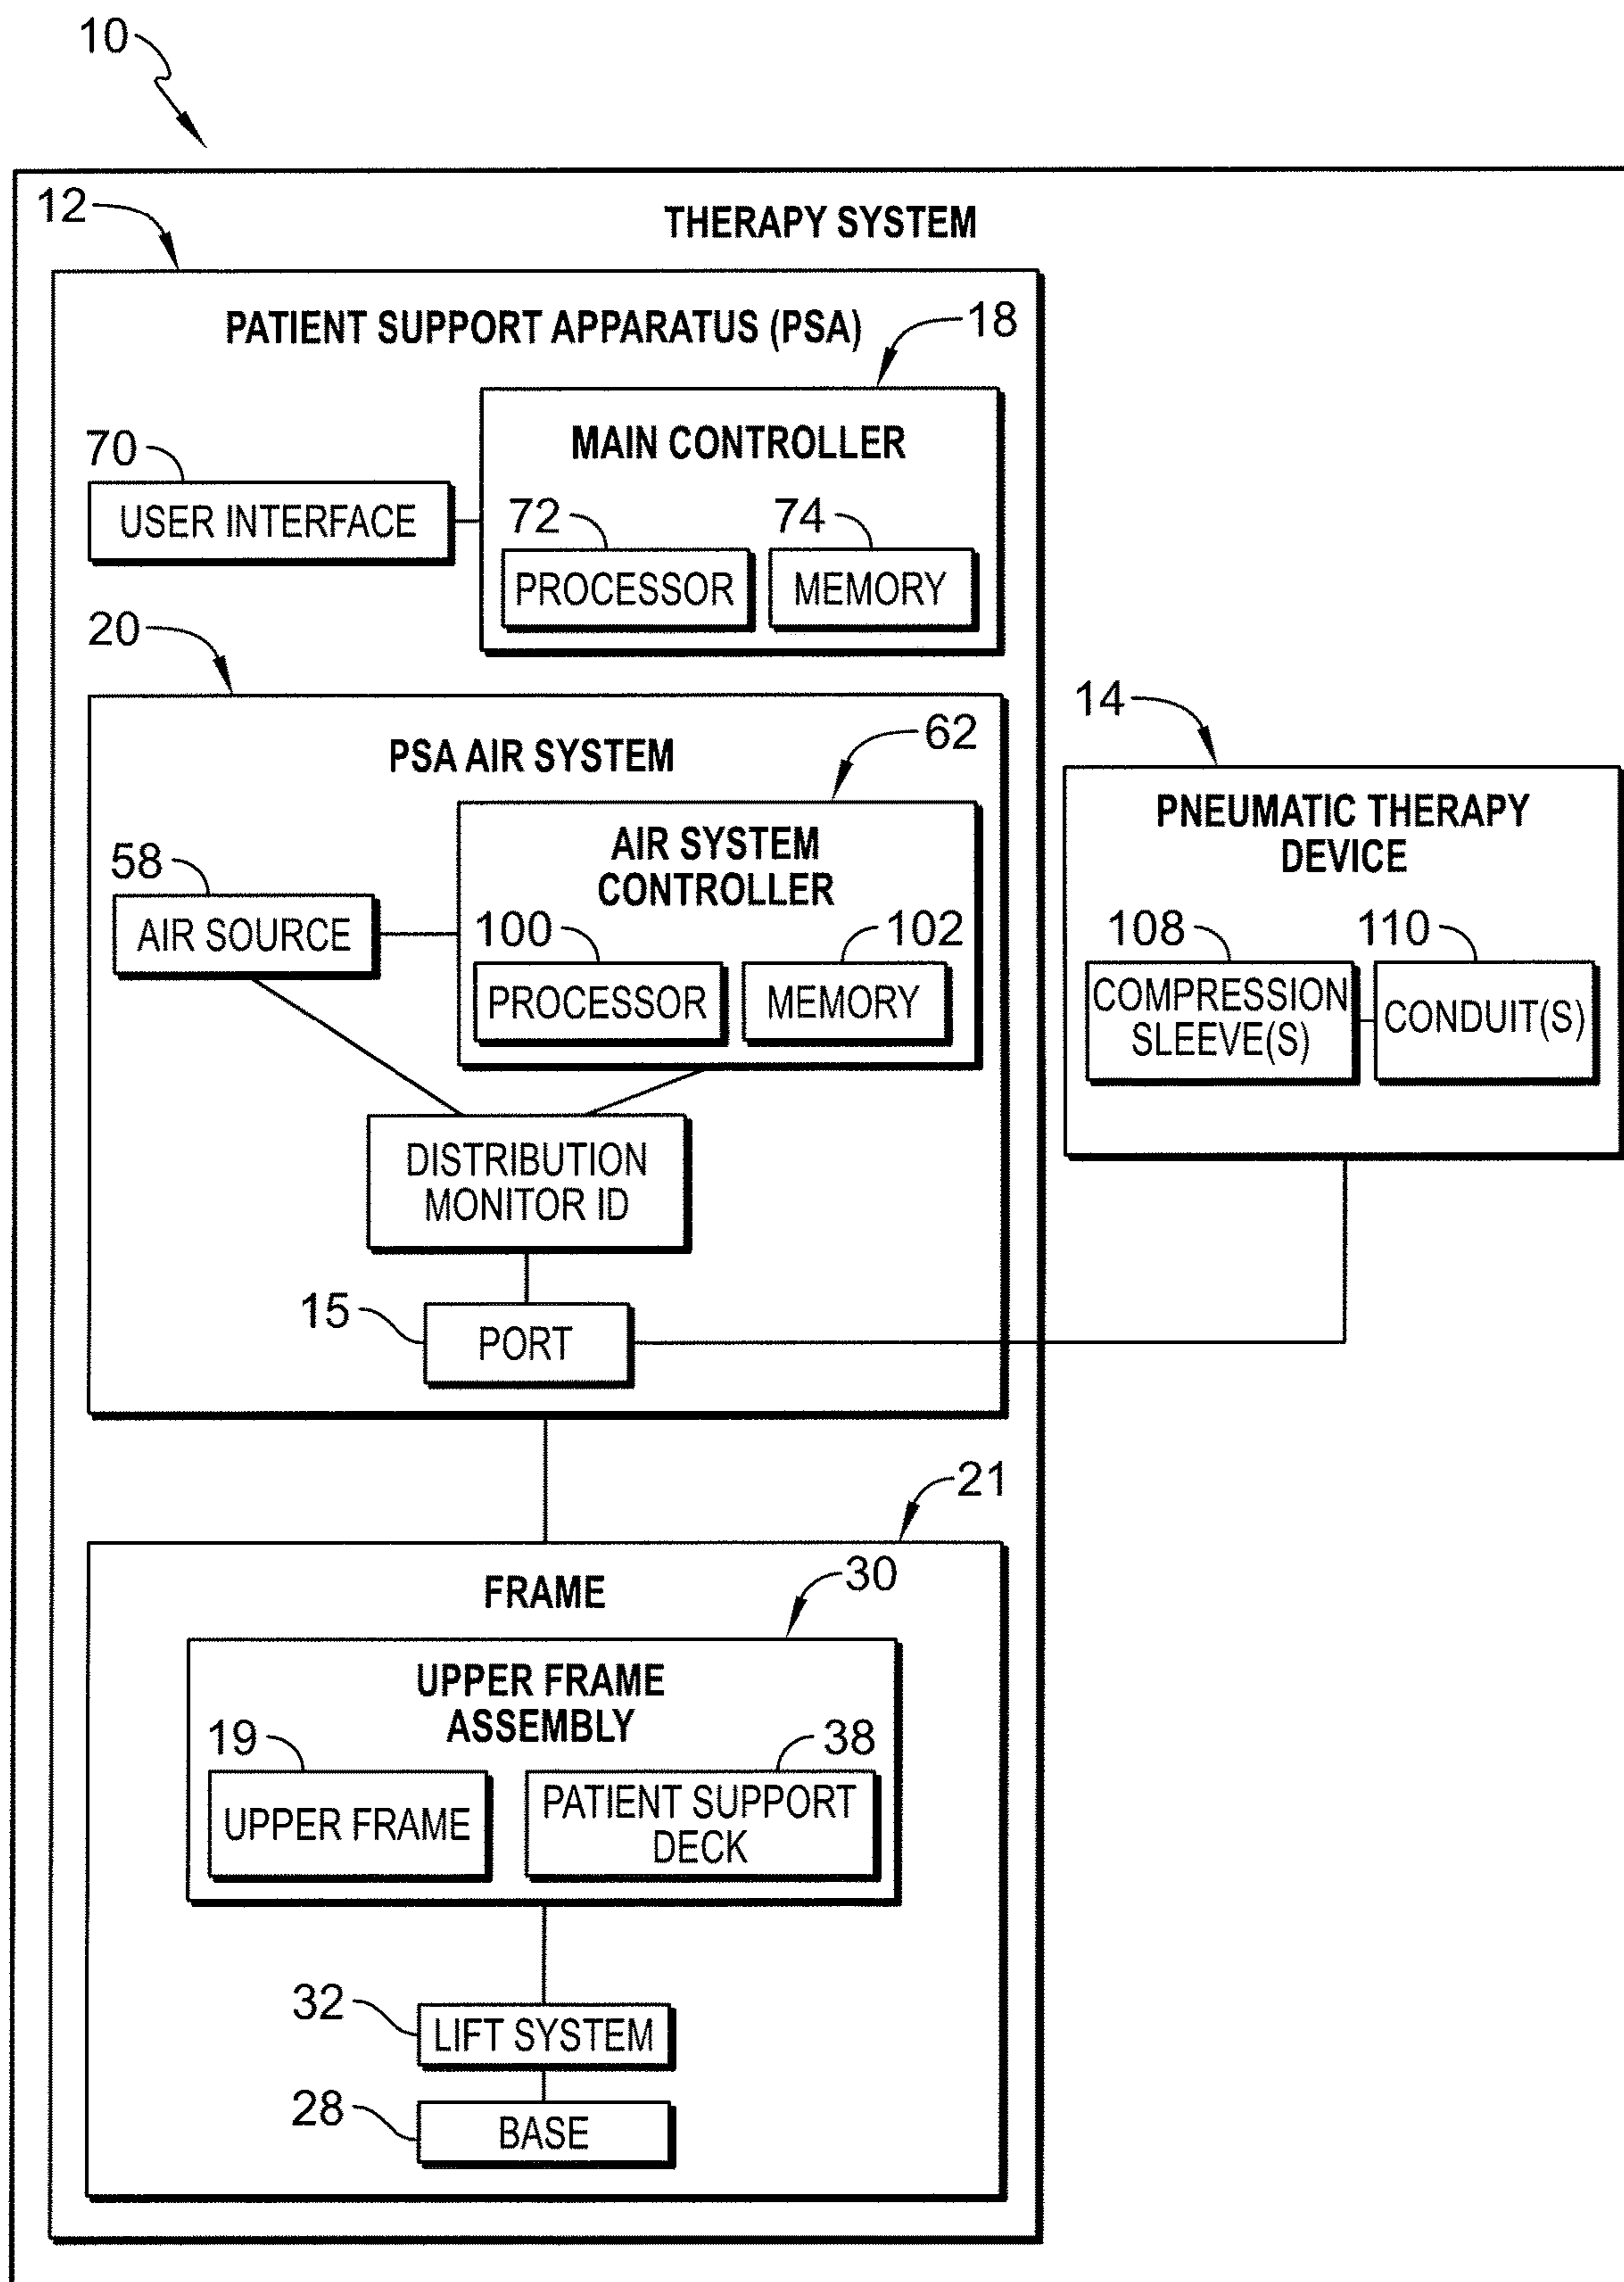 10
12
THERAPY SYSTEM
PATIENT SUPPORT APPARATUS (PSA)
18
MAIN CONTROLLER
70
USER INTERFACE
72
74
PROCESSOR
MEMORY
20
PSA AIR SYSTEM
62
AIR SYSTEM
CONTROLLER
58
AIR SOURCE
100
102
PROCESSOR
MEMORY
DISTRIBUTION
MONITOR ID
15
PORT
14
PNEUMATIC THERAPY
DEVICE
108
110
COMPRESSION
SLEEVE(S)
CONDUIT(S)
21
FRAME
30
UPPER FRAME
ASSEMBLY
19
38
UPPER FRAME
PATIENT SUPPORT
DECK
32
LIFT SYSTEM
28
BASE